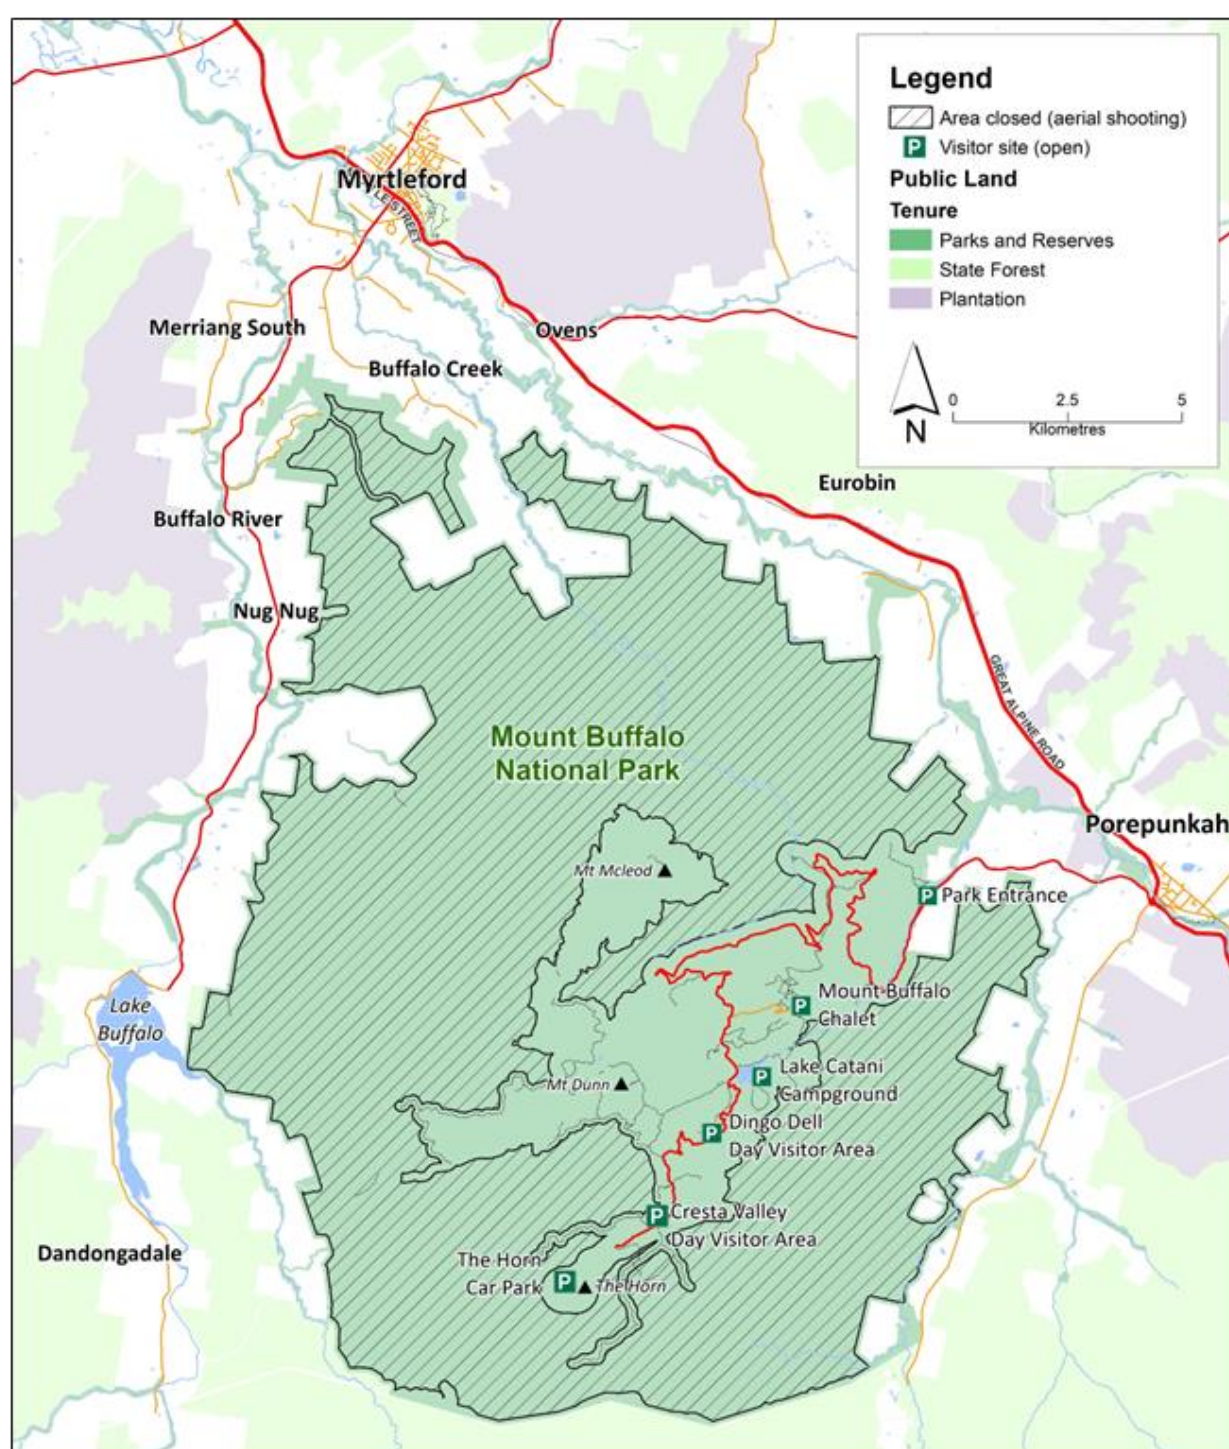 Legend
Area closed (aerial shooting)
P
Visitor site (open)
Public Land
Tenure
Parks and Reserves
State Forest
Plantation
N
0
2.5
5
Kilometres
Myrtleford
LE STREET
Merriang South
Ovens
Buffalo Creek
Eurobin
Buffalo River
Nug Nug
GREAT ALPINE ROAD
Mount Buffalo
National Park
Porepunkah
Mt Mcleod
P
Park Entrance
Lake
Buffalo
P
Mount Buffalo
Chalet
Mt Dunn
P
Lake Catani
Campground
P
Dingo Dell
Day Visitor Area
P
Cresta Valley
Day Visitor Area
Dandongadale
The Horn
Car Park
P
The Horn